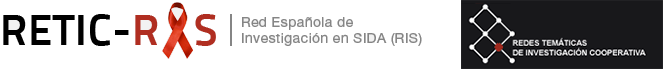 RETIC-RIS
Red Española de
Investigación en SIDA (RIS)
REDES TEMÁTICAS
DE INVESTIGACIÓN COOPERATIVA